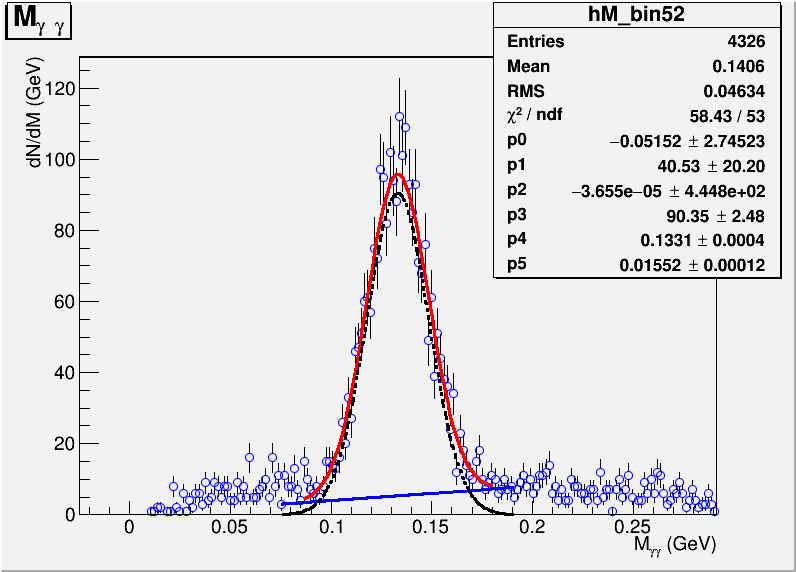 M γ γ
hM_bin52
Entries 4326
Mean 0.1406
RMS 0.04634
χ² / ndf 58.43 / 53
p0 −0.05152 ± 2.74523
p1 40.53 ± 20.20
p2 −3.655e−05 ± 4.448e+02
p3 90.35 ± 2.48
p4 0.1331 ± 0.0004
p5 0.01552 ± 0.00012
dN/dM (GeV)
120
100
80
60
40
20
0
0 0.05 0.1 0.15 0.2 0.25
Mγγ (GeV)